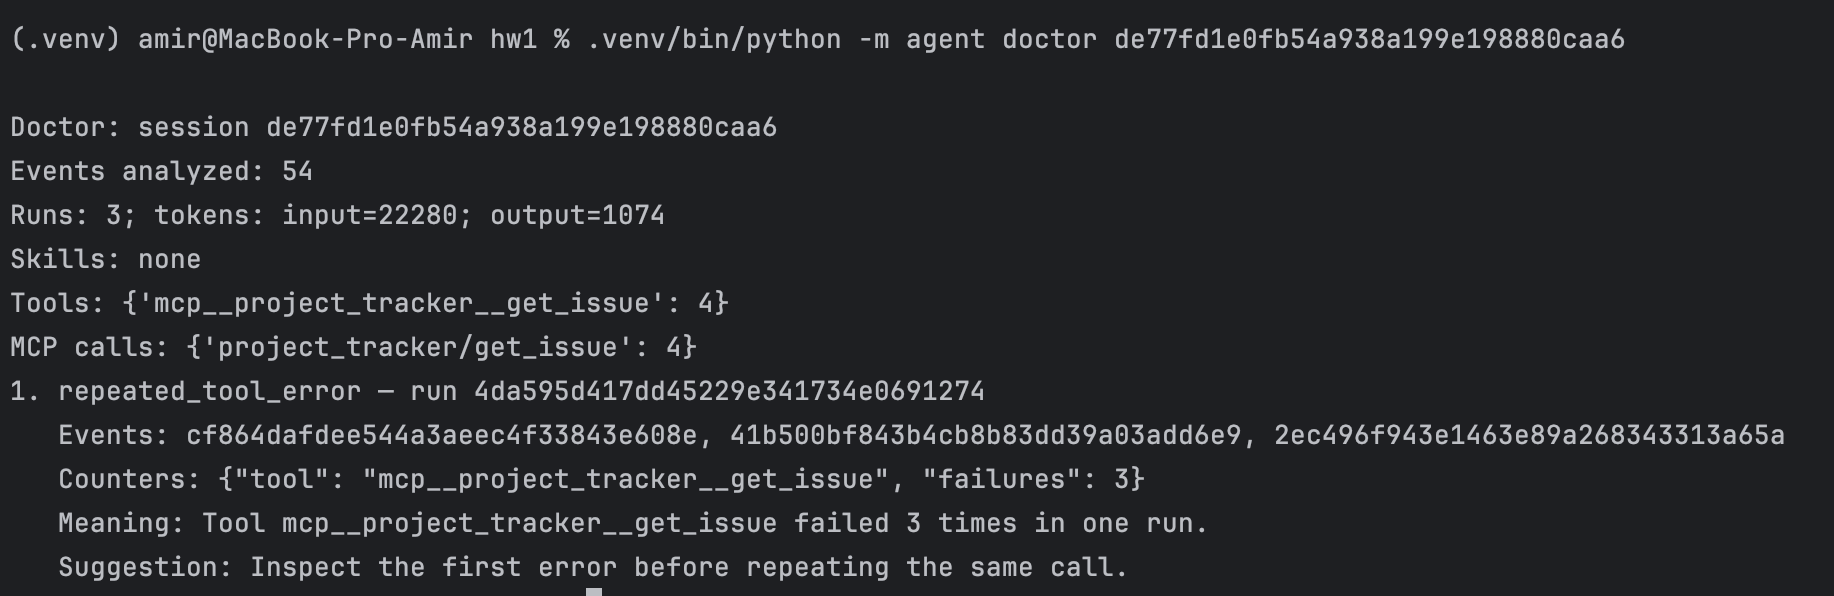 (.venv) amir@MacBook-Pro-Amir hw1 % .venv/bin/python -m agent doctor de77fd1e0fb54a938a199e198880caa6
Doctor: session de77fd1e0fb54a938a199e198880caa6
Events analyzed: 54
Runs: 3; tokens: input=22280; output=1074
Skills: none
Tools: {'mcp__project_tracker__get_issue': 4}
MCP calls: {'project_tracker/get_issue': 4}
1. repeated_tool_error — run 4da595d417dd45229e341734e0691274
Events: cf864dafdee544a3aeec4f33843e608e, 41b500bf843b4cb8b83dd39a03add6e9, 2ec496f943e1463e89a268343313a65a
Counters: {"tool": "mcp__project_tracker__get_issue", "failures": 3}
Meaning: Tool mcp__project_tracker__get_issue failed 3 times in one run.
Suggestion: Inspect the first error before repeating the same call.